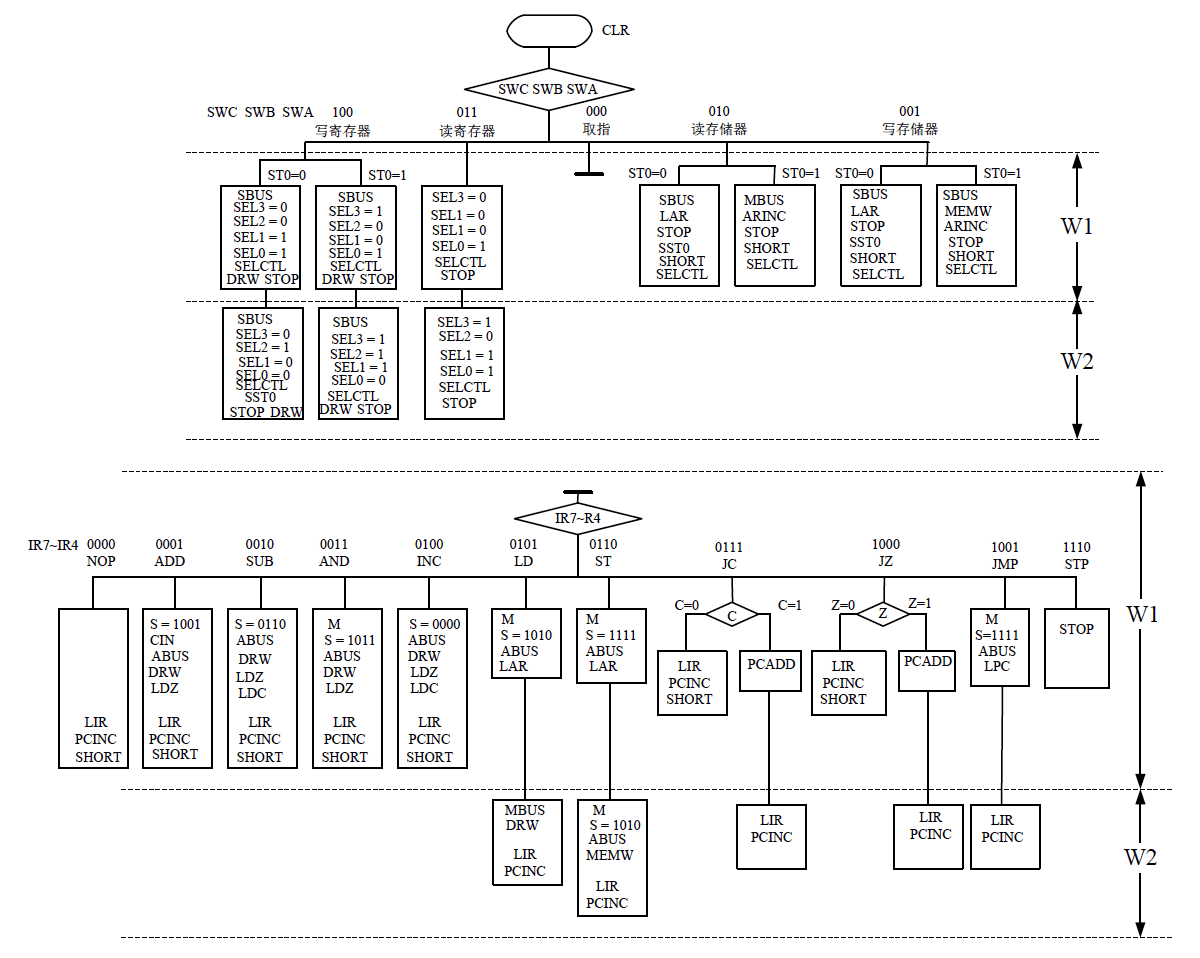 CLR
SWC SWB SWA
SWC SWB SWA
100
写寄存器
011
读寄存器
000
取指
010
读存储器
001
写存储器
ST0=0
ST0=1
ST0=0
ST0=1
ST0=0
ST0=1
SBUS
SEL3 = 0
SEL2 = 0
SEL1 = 1
SEL0 = 1
SELCTL
DRW STOP
SBUS
SEL3 = 1
SEL2 = 0
SEL1 = 0
SEL0 = 1
SELCTL
DRW STOP
SEL3 = 0
SEL1 = 0
SEL1 = 0
SEL0 = 1
SELCTL
STOP
SBUS
LAR
STOP
SST0
SHORT
SELCTL
MBUS
ARINC
STOP
SHORT
SELCTL
SBUS
LAR
STOP
SST0
SHORT
SELCTL
SBUS
MEMW
ARINC
STOP
SHORT
SELCTL
W1
SBUS
SEL3 = 0
SEL2 = 1
SEL1 = 0
SEL0 = 0
SELCTL
SST0
STOP DRW
SBUS
SEL3 = 1
SEL2 = 1
SEL1 = 1
SEL0 = 0
SELCTL
DRW STOP
SEL3 = 1
SEL2 = 0
SEL1 = 1
SEL0 = 1
SELCTL
STOP
W2
IR7~R4
IR7~IR4
0000
NOP
0001
ADD
0010
SUB
0011
AND
0100
INC
0101
LD
0110
ST
0111
JC
1000
JZ
1001
JMP
1110
STP
LIR
PCINC
SHORT
S = 1001
CIN
ABUS
DRW
LDZ
LIR
PCINC
SHORT
S = 0110
ABUS
DRW
LDZ
LDC
LIR
PCINC
SHORT
M
S = 1011
ABUS
DRW
LDZ
LIR
PCINC
SHORT
S = 0000
ABUS
DRW
LDZ
LDC
LIR
PCINC
SHORT
M
S = 1010
ABUS
LAR
M
S = 1111
ABUS
LAR
C=0
C
C=1
LIR
PCINC
SHORT
PCADD
Z=0
Z
Z=1
LIR
PCINC
SHORT
PCADD
M
S=1111
ABUS
LPC
STOP
W1
MBUS
DRW
LIR
PCINC
M
S = 1010
ABUS
MEMW
LIR
PCINC
LIR
PCINC
LIR
PCINC
LIR
PCINC
W2